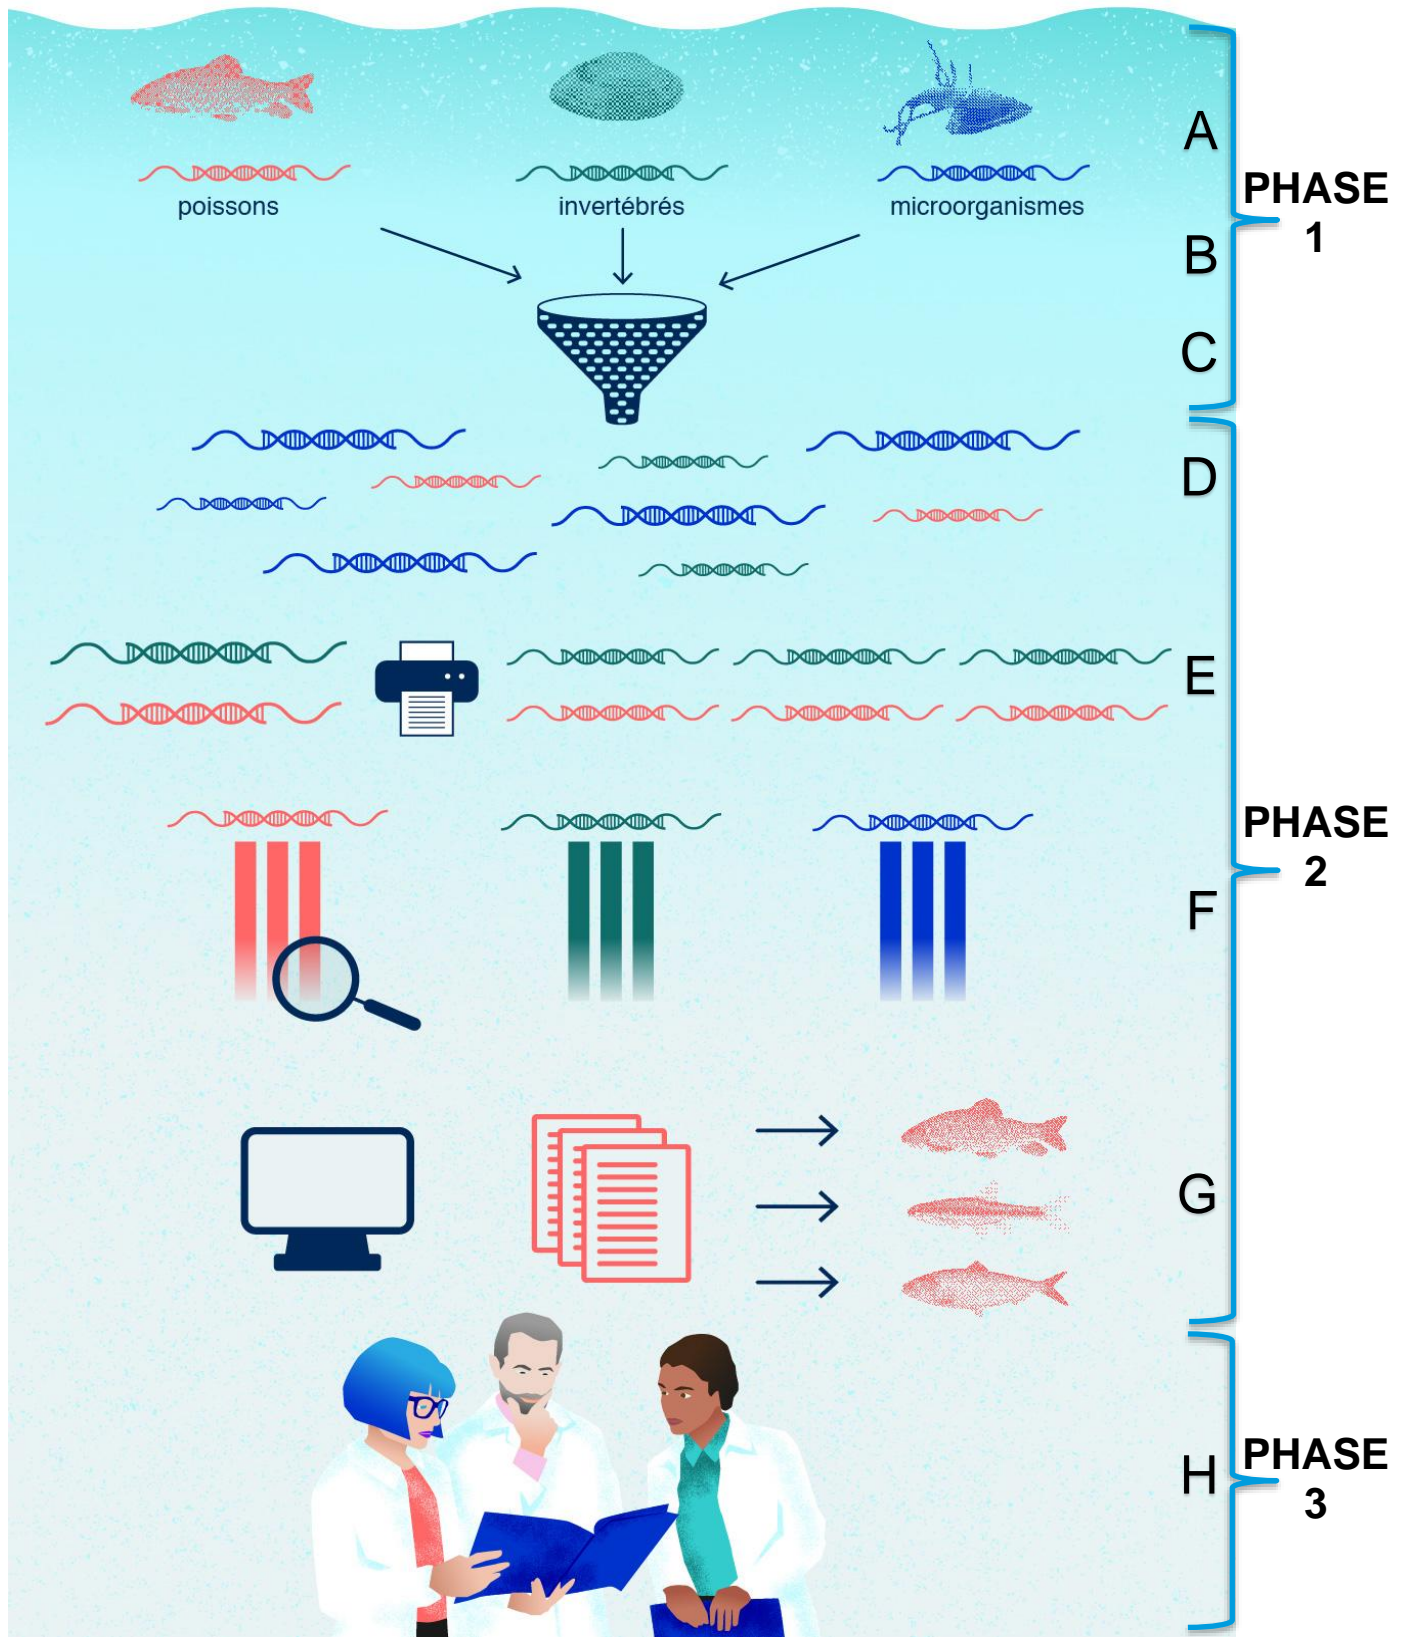 A
poissons
invertébrés
microorganismes
PHASE
1
B
C
D
E
PHASE
2
F
G
PHASE
3
H